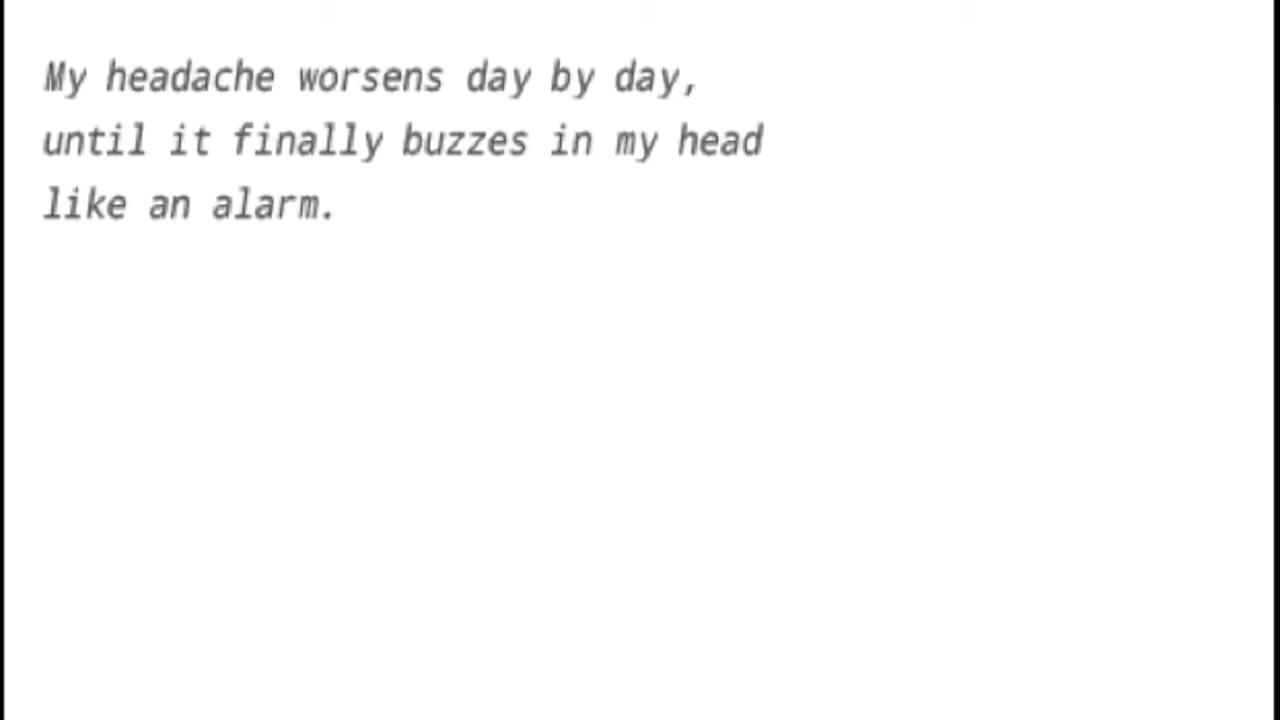 My headache worsens day by day,
until it finally buzzes in my head
like an alarm.